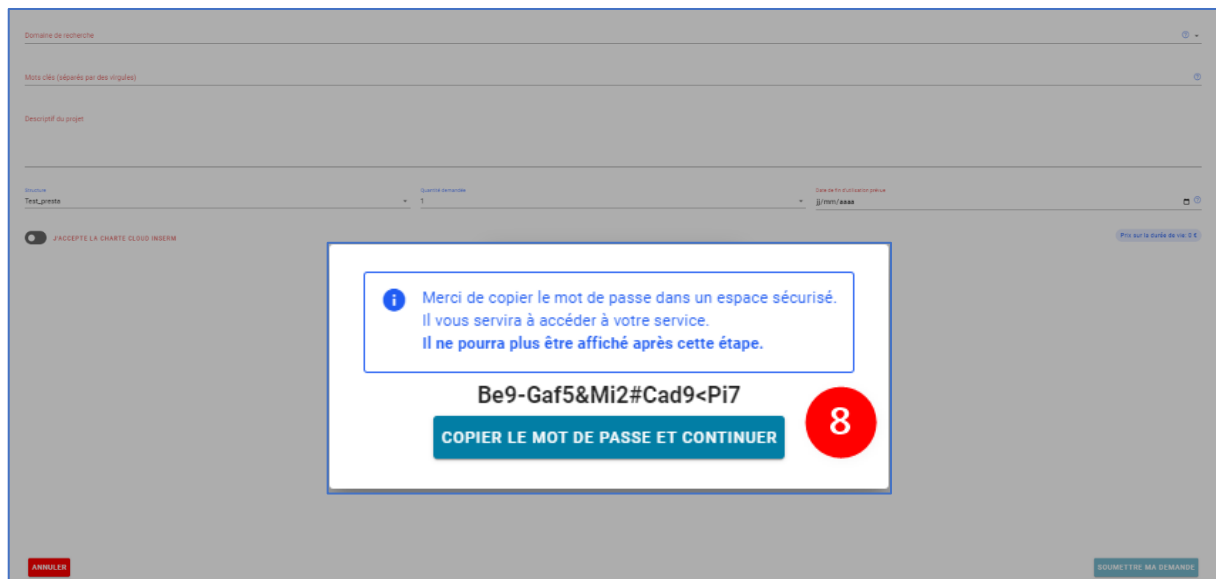 Domaine de recherche
Mots clés (séparés par des virgules)
Descriptif du projet
Structure
Test_presta
Quantité demandée
1
Date de fin d'utilisation prévue
jj/mm/aaaa
J'ACCEPTE LA CHARTE CLOUD INSERM
Prix sur la durée de vie: 0 €
Merci de copier le mot de passe dans un espace sécurisé.
Il vous servira à accéder à votre service.
Il ne pourra plus être affiché après cette étape.
Be9-Gaf5&Mi2#Cad9<Pi7
COPIER LE MOT DE PASSE ET CONTINUER
8
ANNULER
SOUMETTRE MA DEMANDE